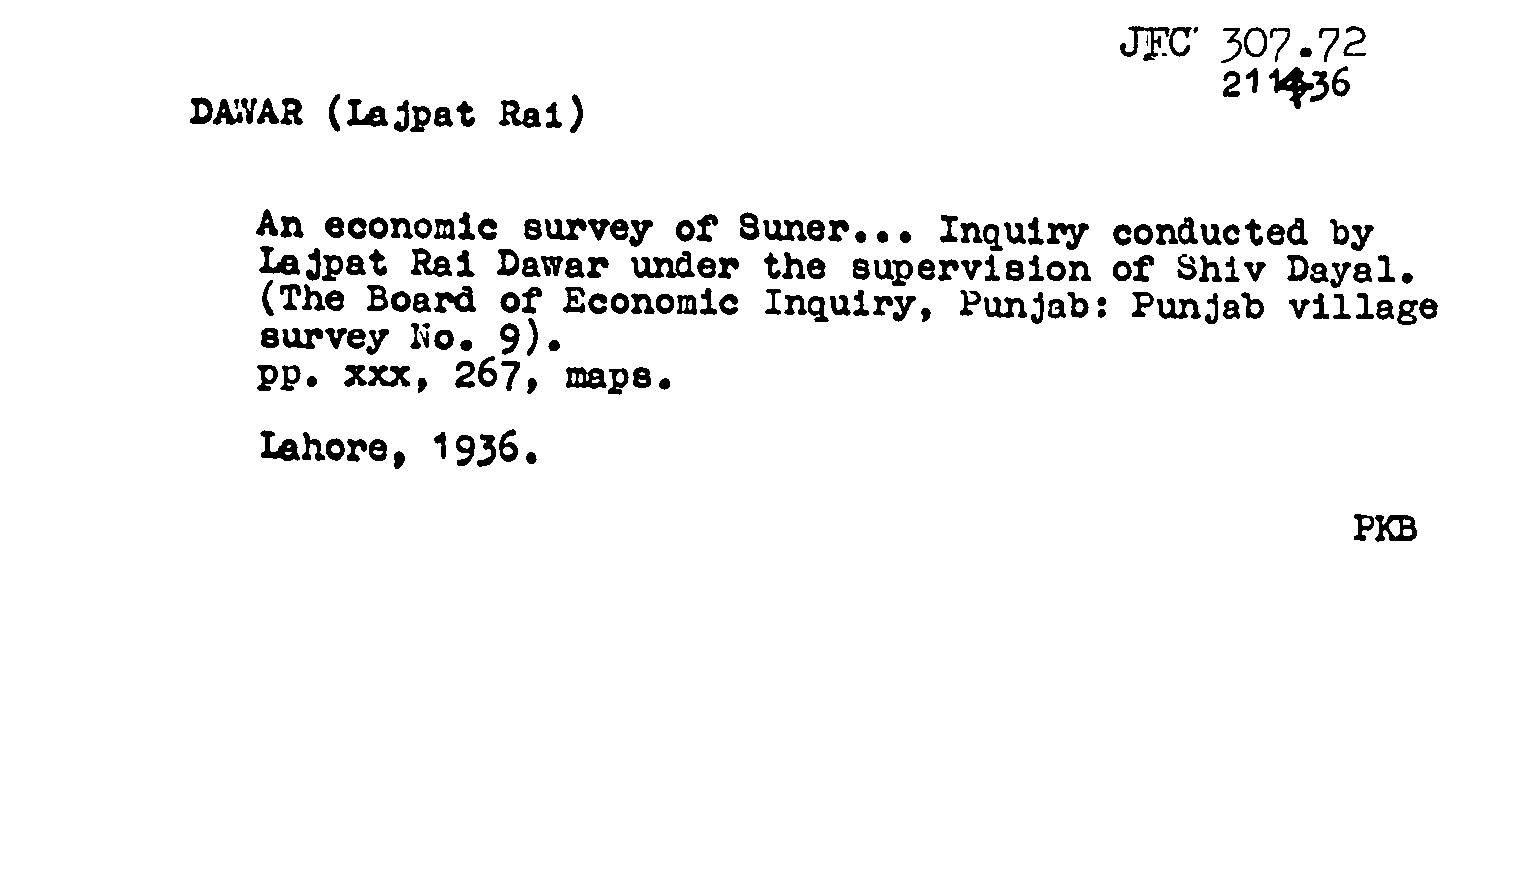 JFC 307.72
211436
DAWAR (Lajpat Rai)
An economic survey of Suner... Inquiry conducted by
Lajpat Rai Dawar under the supervision of Shiv Dayal.
(The Board of Economic Inquiry, Punjab: Punjab village
survey No. 9).
pp. xxx, 267, maps.
Lahore, 1936.
PKB